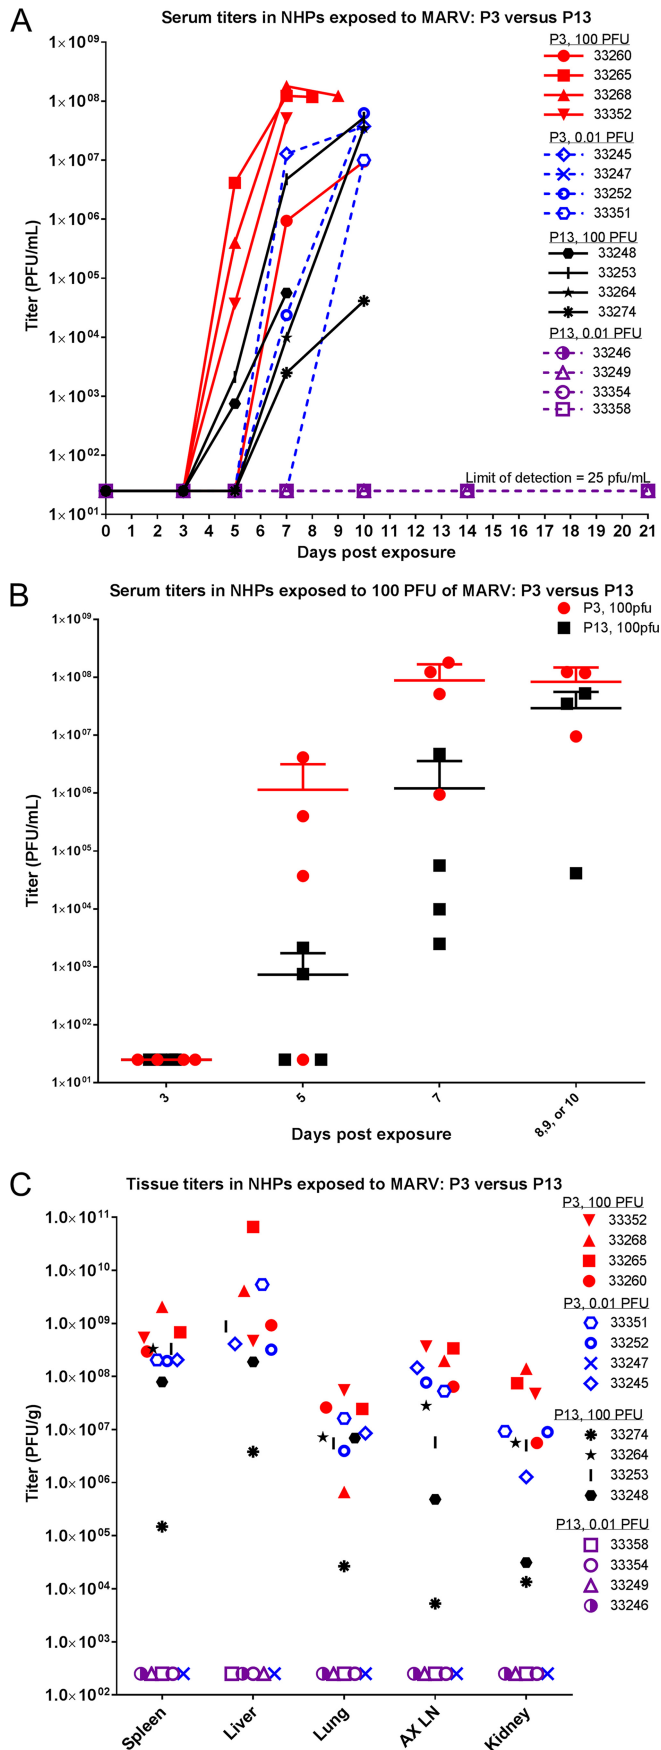 A
Serum titers in NHPs exposed to MARV: P3 versus P13
Titer (PFU/mL)
1×10⁰⁹
1×10⁰⁸
1×10⁰⁷
1×10⁰⁶
1×10⁰⁵
1×10⁰⁴
1×10⁰³
1×10⁰²
1×10⁰¹
P3, 100 PFU
33260
33265
33268
33352
P3, 0.01 PFU
33245
33247
33252
33351
P13, 100 PFU
33248
33253
33264
33274
P13, 0.01 PFU
33246
33249
33354
33358
Limit of detection = 25 pfu/mL
0 1 2 3 4 5 6 7 8 9 10 11 12 13 14 15 16 17 18 19 20 21
Days post exposure
B
Serum titers in NHPs exposed to 100 PFU of MARV: P3 versus P13
P3, 100pfu
P13, 100pfu
Titer (PFU/mL)
1×10⁰⁹
1×10⁰⁸
1×10⁰⁷
1×10⁰⁶
1×10⁰⁵
1×10⁰⁴
1×10⁰³
1×10⁰²
1×10⁰¹
3 5 7 8,9, or 10
Days post exposure
C
Tissue titers in NHPs exposed to MARV: P3 versus P13
Titer (PFU/g)
1.0×10¹¹
1.0×10¹⁰
1.0×10⁰⁹
1.0×10⁰⁸
1.0×10⁰⁷
1.0×10⁰⁶
1.0×10⁰⁵
1.0×10⁰⁴
1.0×10⁰³
1.0×10⁰²
P3, 100 PFU
33352
33268
33265
33260
P3, 0.01 PFU
33351
33252
33247
33245
P13, 100 PFU
33274
33264
33253
33248
P13, 0.01 PFU
33358
33354
33249
33246
Spleen Liver Lung AX LN Kidney